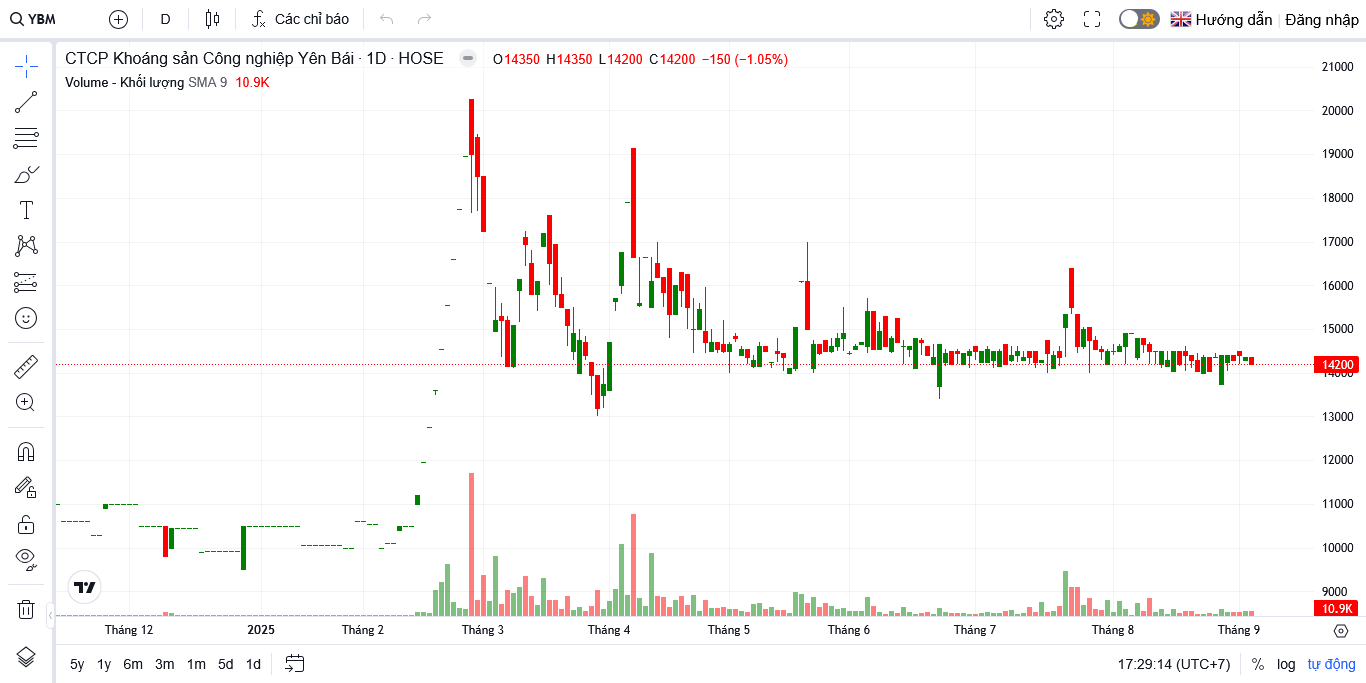 YBM D Các chỉ báo Hướng dẫn Đăng nhập
CTCP Khoáng sản Công nghiệp Yên Bái · 1D · HOSE O14350 H14350 L14200 C14200 −150 (−1.05%)
Volume - Khối lượng SMA 9 10.9K
21000
20000
19000
18000
17000
16000
15000
14200
14000
13000
12000
11000
10000
9000
10.9K
Tháng 12 2025 Tháng 2 Tháng 3 Tháng 4 Tháng 5 Tháng 6 Tháng 7 Tháng 8 Tháng 9
5y 1y 6m 3m 1m 5d 1d 17:29:14 (UTC+7) % log tự động